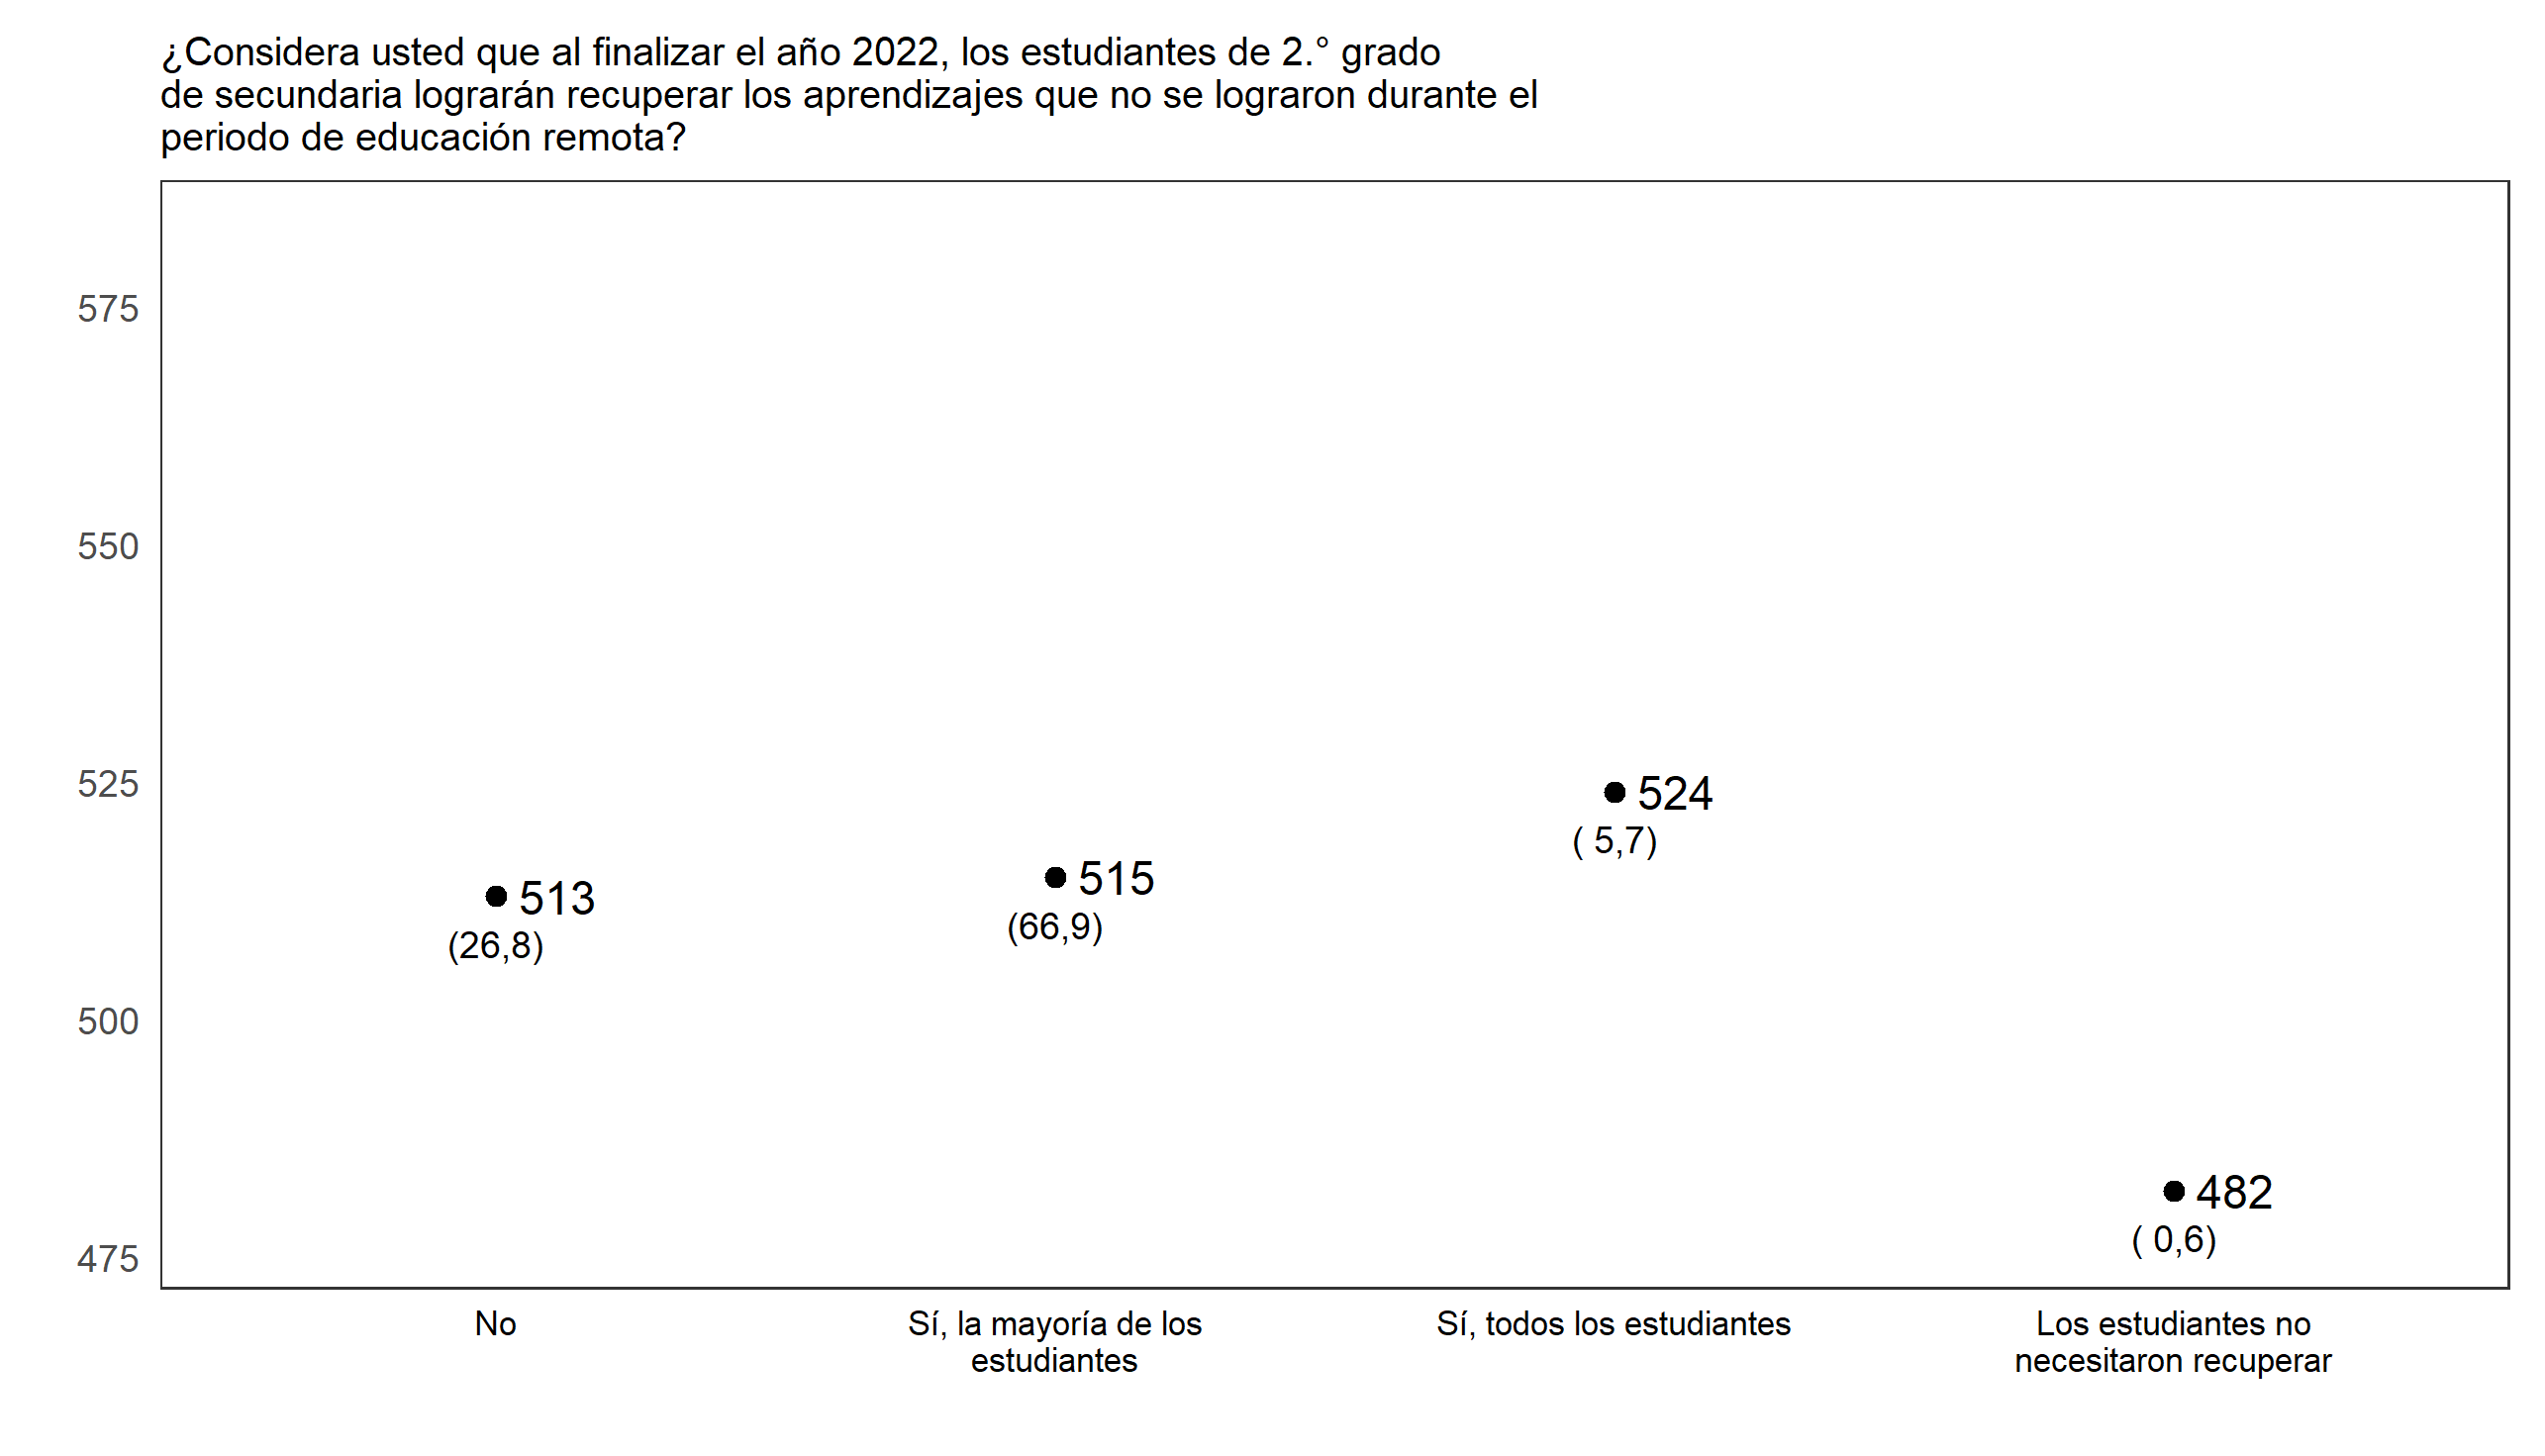 ¿Considera usted que al finalizar el año 2022, los estudiantes de 2.° grado
de secundaria lograrán recuperar los aprendizajes que no se lograron durante el
periodo de educación remota?
575
550
525
500
475
513
(26,8)
515
(66,9)
524
( 5,7)
482
( 0,6)
No
Sí, la mayoría de los
estudiantes
Sí, todos los estudiantes
Los estudiantes no
necesitaron recuperar